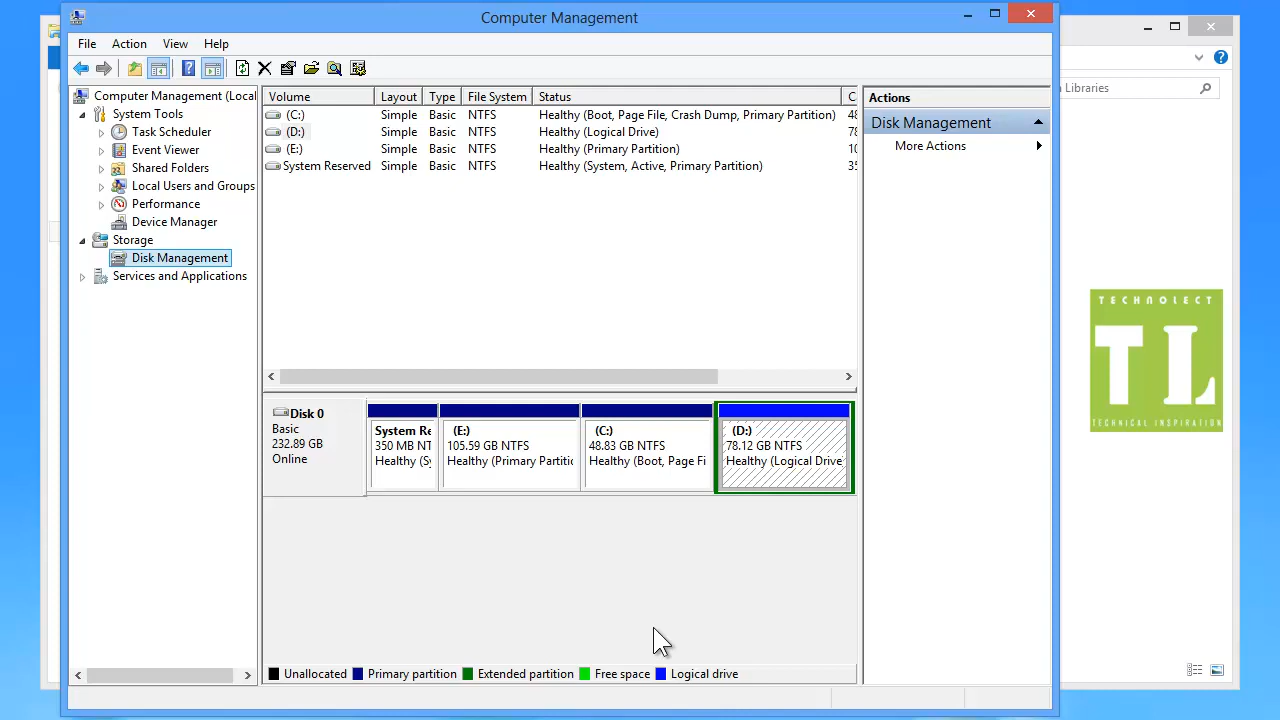 Computer Management
File Action View Help
Computer Management (Local
System Tools
Task Scheduler
Event Viewer
Shared Folders
Local Users and Groups
Performance
Device Manager
Storage
Disk Management
Services and Applications
Volume Layout Type File System Status C
(C:) Simple Basic NTFS Healthy (Boot, Page File, Crash Dump, Primary Partition) 48
(D:) Simple Basic NTFS Healthy (Logical Drive) 78
(E:) Simple Basic NTFS Healthy (Primary Partition) 10
System Reserved Simple Basic NTFS Healthy (System, Active, Primary Partition) 35
Disk 0
Basic
232.89 GB
Online
System Re
350 MB NT
Healthy (Sy
(E:)
105.59 GB NTFS
Healthy (Primary Partitic
(C:)
48.83 GB NTFS
Healthy (Boot, Page Fi
(D:)
78.12 GB NTFS
Healthy (Logical Drive
Unallocated Primary partition Extended partition Free space Logical drive
Actions
Disk Management
More Actions
Libraries
TECHNOLECT
TL
TECHNICAL INSPIRATION